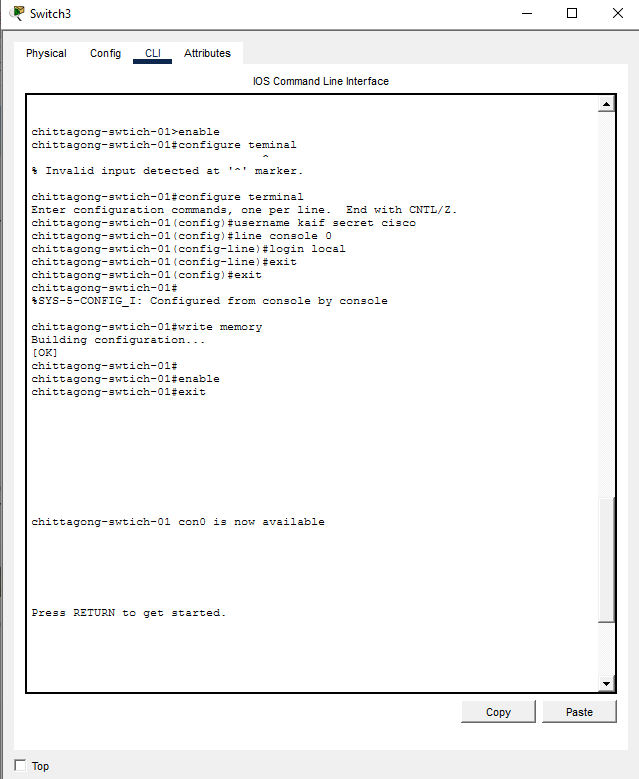 Switch3
Physical Config CLI Attributes
IOS Command Line Interface
chittagong-swtich-01>enable
chittagong-swtich-01#configure teminal
^
% Invalid input detected at '^' marker.
chittagong-swtich-01#configure terminal
Enter configuration commands, one per line. End with CNTL/Z.
chittagong-swtich-01(config)#username kaif secret cisco
chittagong-swtich-01(config)#line console 0
chittagong-swtich-01(config-line)#login local
chittagong-swtich-01(config-line)#exit
chittagong-swtich-01(config)#exit
chittagong-swtich-01#
%SYS-5-CONFIG_I: Configured from console by console
chittagong-swtich-01#write memory
Building configuration...
[OK]
chittagong-swtich-01#
chittagong-swtich-01#enable
chittagong-swtich-01#exit
chittagong-swtich-01 con0 is now available
Press RETURN to get started.
Copy Paste
Top